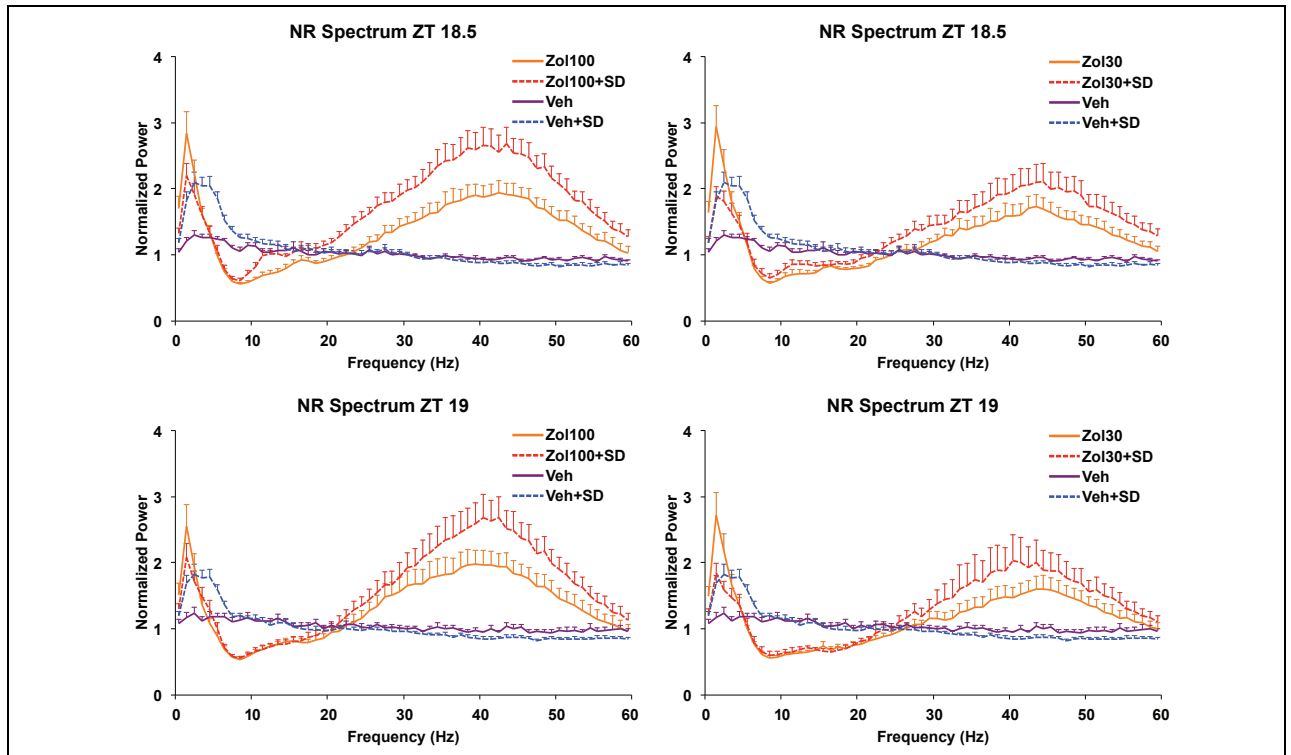 NR Spectrum ZT 18.5
Zol100
Zol100+SD
Veh
Veh+SD
Normalized Power
4
3
2
1
0
0 10 20 30 40 50 60
Frequency (Hz)
NR Spectrum ZT 18.5
Zol30
Zol30+SD
Veh
Veh+SD
Normalized Power
4
3
2
1
0
0 10 20 30 40 50 60
Frequency (Hz)
NR Spectrum ZT 19
Zol100
Zol100+SD
Veh
Veh+SD
Normalized Power
4
3
2
1
0
0 10 20 30 40 50 60
Frequency (Hz)
NR Spectrum ZT 19
Zol30
Zol30+SD
Veh
Veh+SD
Normalized Power
4
3
2
1
0
0 10 20 30 40 50 60
Frequency (Hz)